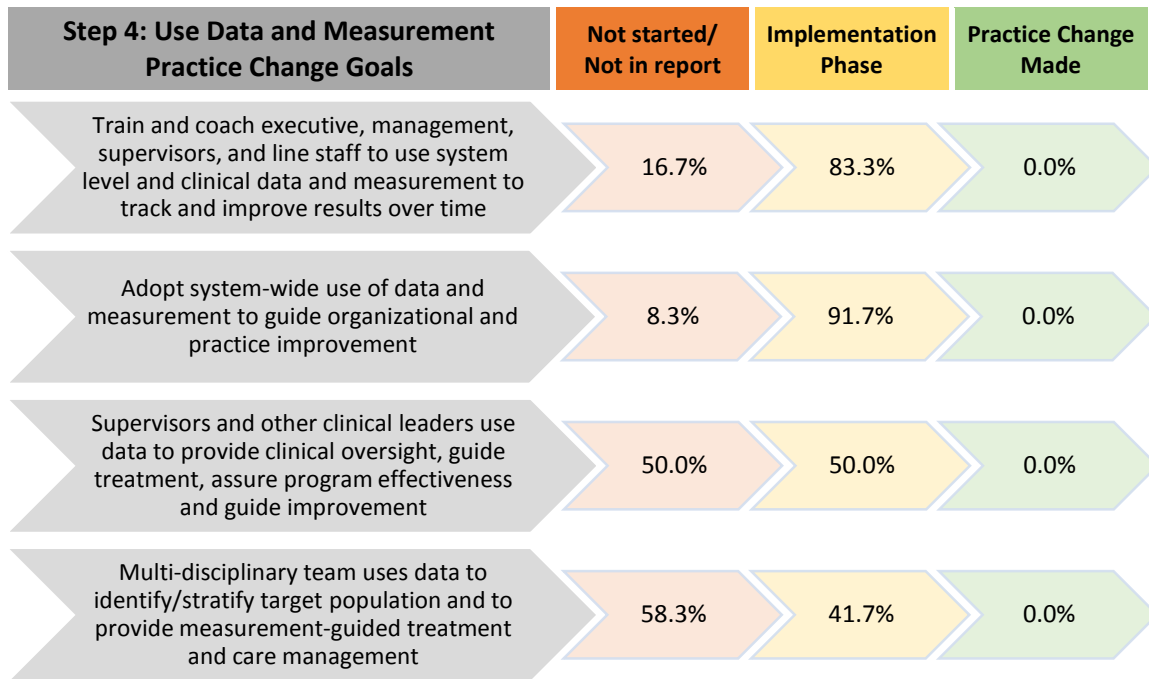 Step 4: Use Data and Measurement
Practice Change Goals
Not started/
Not in report
Implementation
Phase
Practice Change
Made
Train and coach executive, management,
supervisors, and line staff to use system
level and clinical data and measurement to
track and improve results over time
16.7%
83.3%
0.0%
Adopt system-wide use of data and
measurement to guide organizational and
practice improvement
8.3%
91.7%
0.0%
Supervisors and other clinical leaders use
data to provide clinical oversight, guide
treatment, assure program effectiveness
and guide improvement
50.0%
50.0%
0.0%
Multi-disciplinary team uses data to
identify/stratify target population and to
provide measurement-guided treatment
and care management
58.3%
41.7%
0.0%